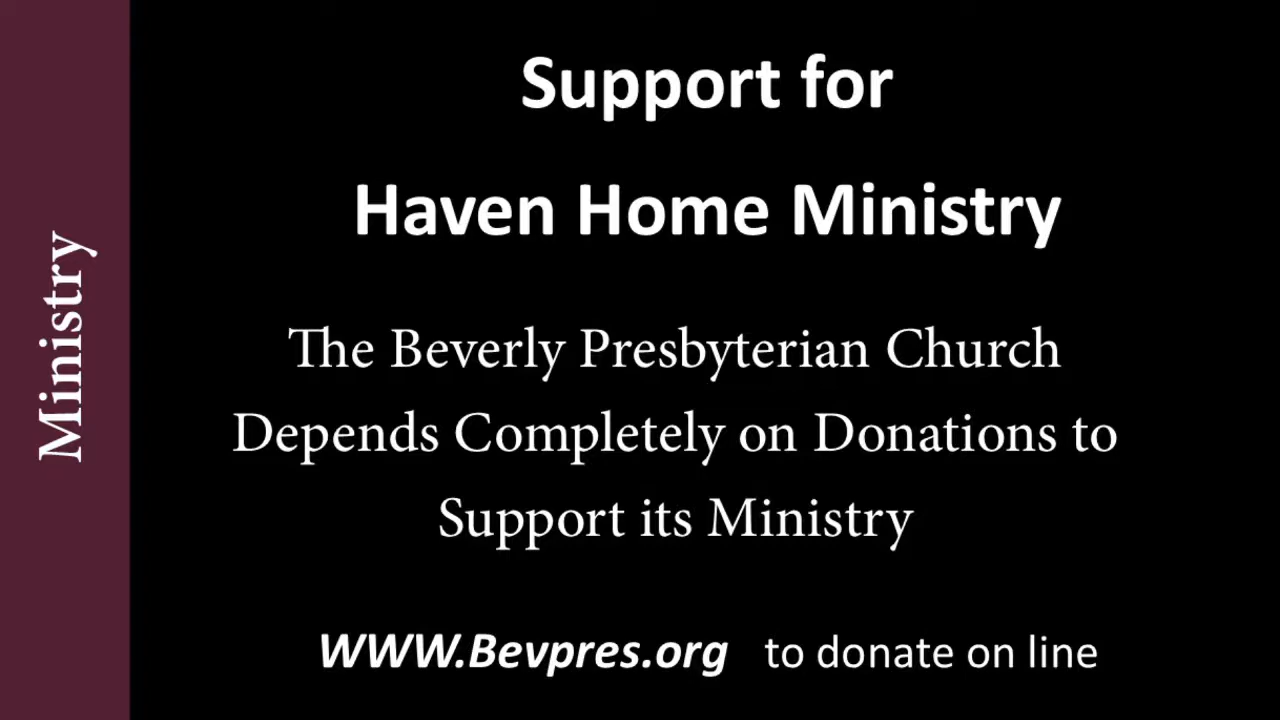 Ministry
Support for
Haven Home Ministry
The Beverly Presbyterian Church
Depends Completely on Donations to
Support its Ministry
WWW.Bevpres.org to donate on line